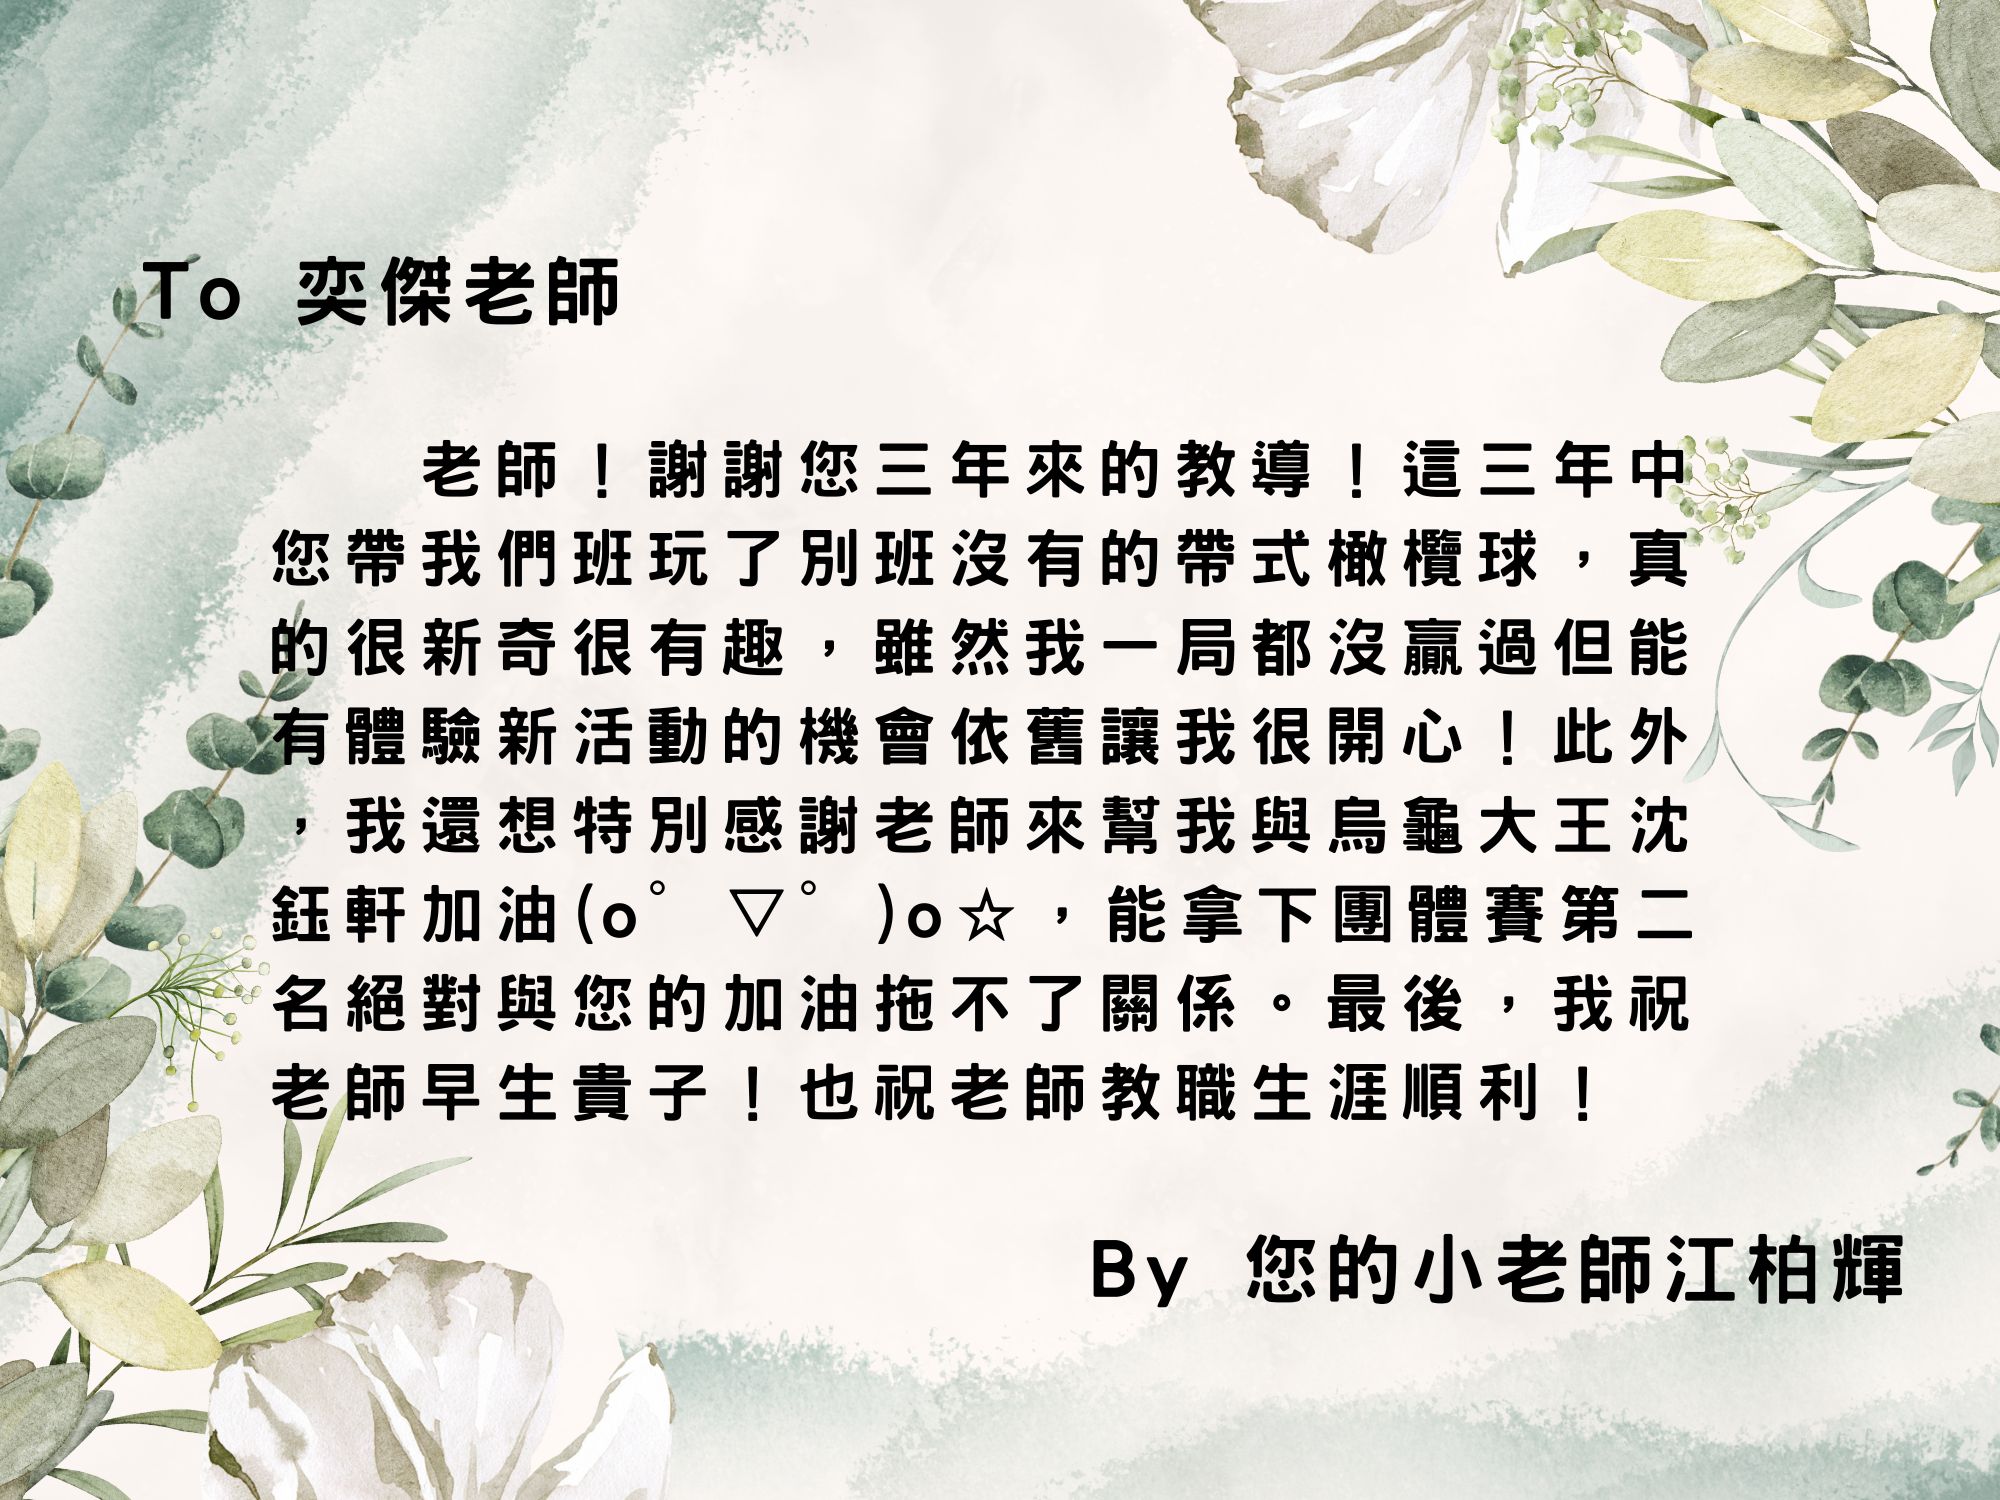 To 奕傑老師
老師！謝謝您三年來的教導！這三年中
您帶我們班玩了別班沒有的帶式橄欖球，真
的很新奇很有趣，雖然我一局都沒贏過但能
有體驗新活動的機會依舊讓我很開心！此外
，我還想特別感謝老師來幫我與烏龜大王沈
鈺軒加油(o゜▽゜)o☆，能拿下團體賽第二
名絕對與您的加油拖不了關係。最後，我祝
老師早生貴子！也祝老師教職生涯順利！
By 您的小老師江柏輝